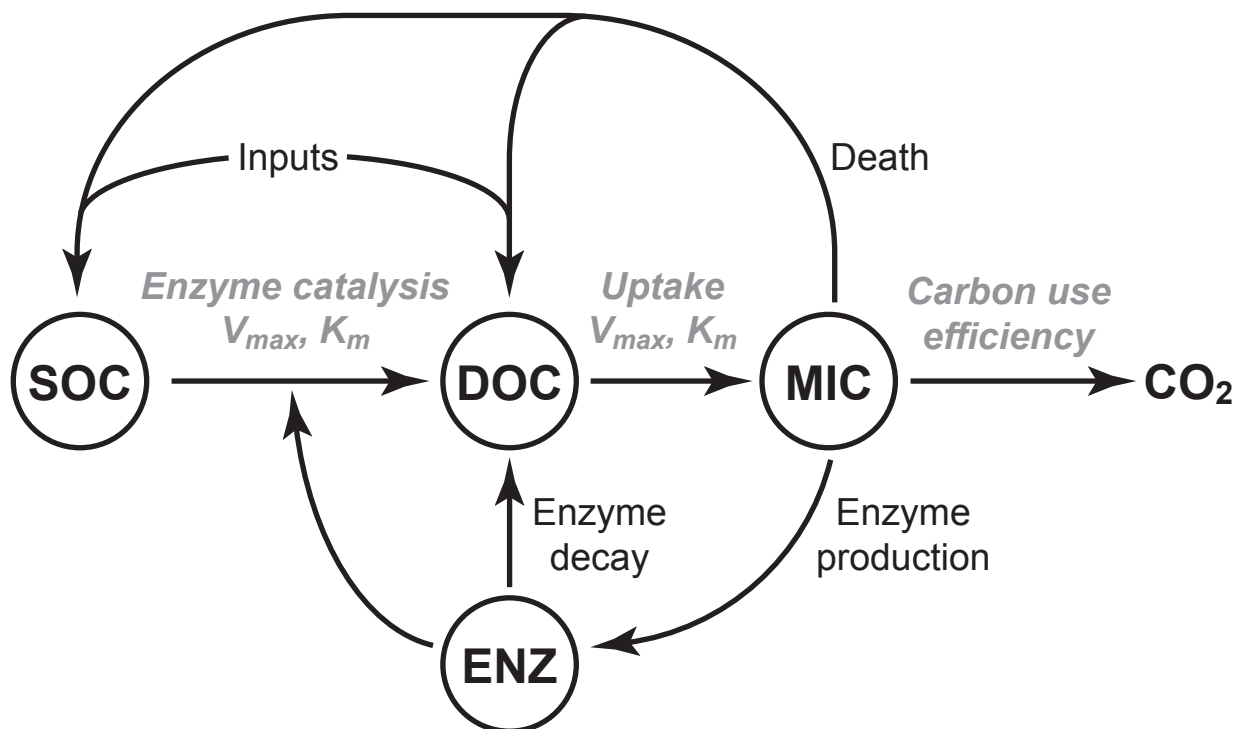 Inputs
Death
Enzyme catalysis
Vmax, Km
Uptake
Vmax, Km
Carbon use
efficiency
SOC
DOC
MIC
CO₂
Enzyme
decay
Enzyme
production
ENZ